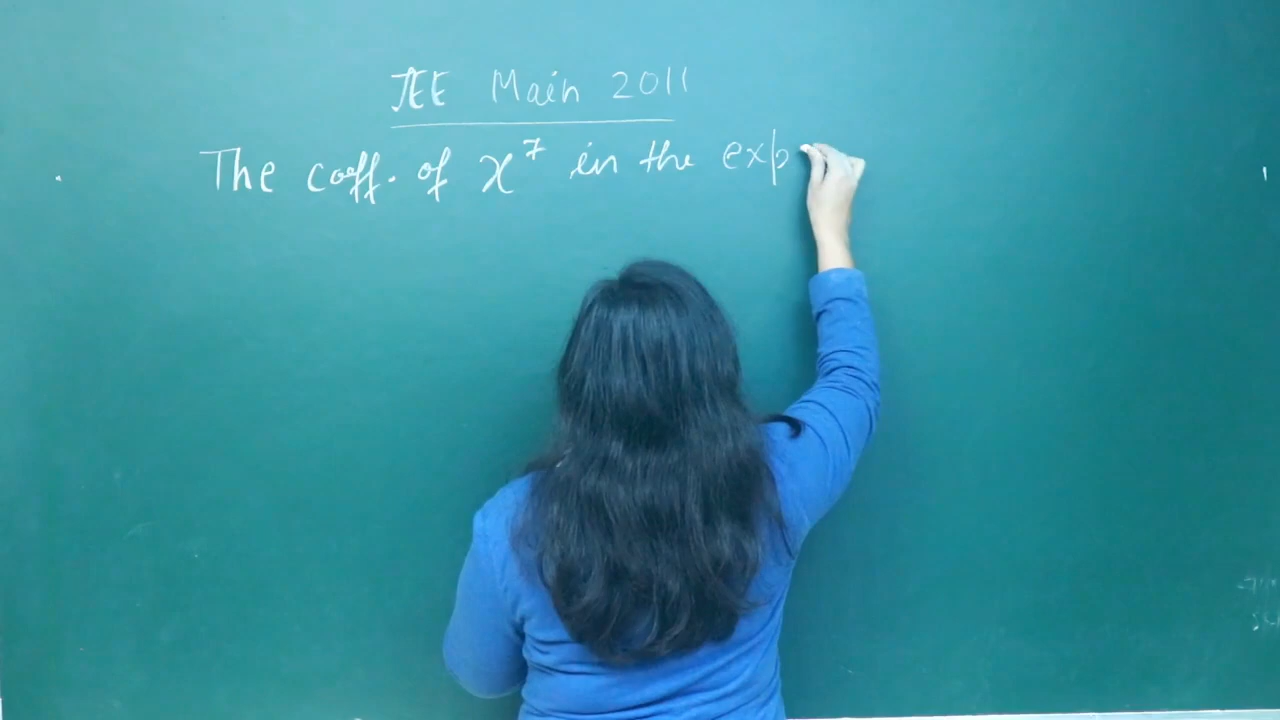 JEE Main 2011
The coeff. of x⁷ in the exp